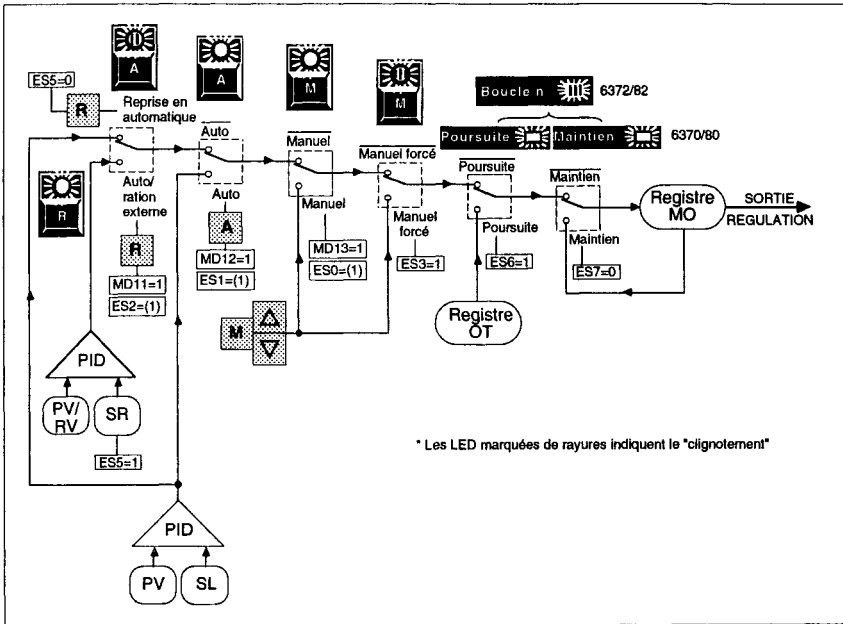 A
A
M
M
Boucle n
6372/82
Poursuite
Maintien
6370/80
ES5=0
R
Reprise en
automatique
Auto
Manuel
Manuel forcé
Poursuite
Maintien
Registre
MO
SORTIE
REGULATION
R
Auto/
ration
externe
R
MD11=1
ES2=(1)
Auto
A
MD12=1
ES1=(1)
Manuel
MD13=1
ES0=(1)
Manuel
forcé
ES3=1
Poursuite
ES6=1
Maintien
ES7=0
M
Registre
OT
PID
PV/
RV
SR
ES5=1
* Les LED marquées de rayures indiquent le "clignotement"
PID
PV
SL